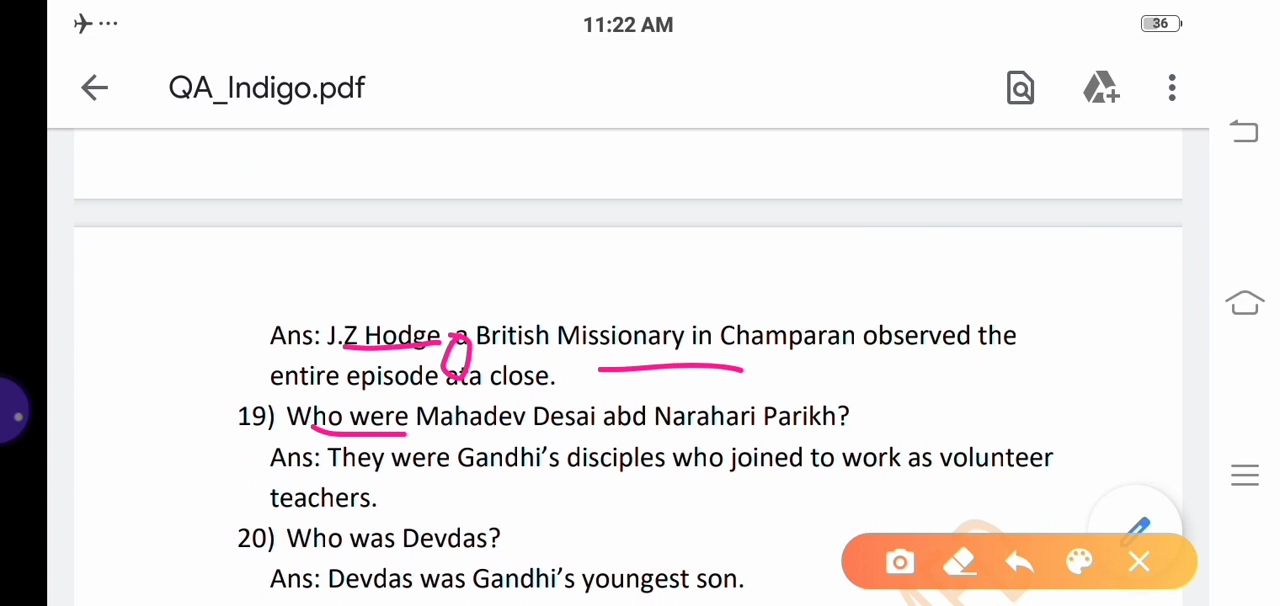 11:22 AM
36
QA_Indigo.pdf
Ans: J.Z Hodge a British Missionary in Champaran observed the
entire episode ata close.
19) Who were Mahadev Desai abd Narahari Parikh?
Ans: They were Gandhi’s disciples who joined to work as volunteer
teachers.
20) Who was Devdas?
Ans: Devdas was Gandhi’s youngest son.